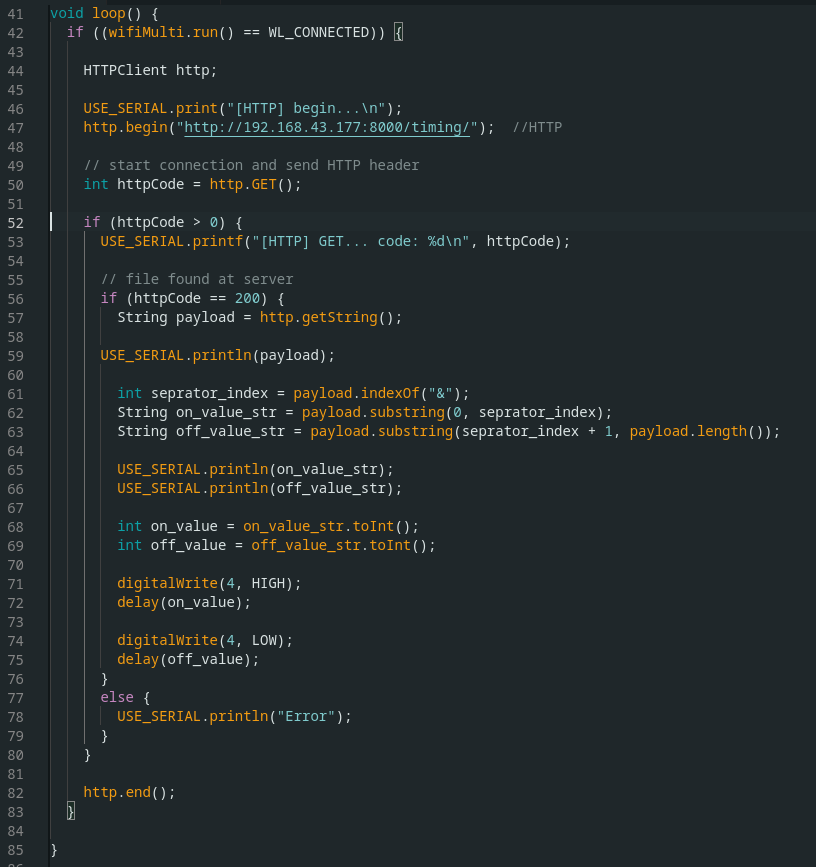 41 void loop() {
42   if ((wifiMulti.run() == WL_CONNECTED)) {
43
44     HTTPClient http;
45
46     USE_SERIAL.print("[HTTP] begin...\n");
47     http.begin("http://192.168.43.177:8000/timing/");  //HTTP
48
49     // start connection and send HTTP header
50     int httpCode = http.GET();
51
52     if (httpCode > 0) {
53       USE_SERIAL.printf("[HTTP] GET... code: %d\n", httpCode);
54
55       // file found at server
56       if (httpCode == 200) {
57         String payload = http.getString();
58
59       USE_SERIAL.println(payload);
60
61         int seprator_index = payload.indexOf("&");
62         String on_value_str = payload.substring(0, seprator_index);
63         String off_value_str = payload.substring(seprator_index + 1, payload.length());
64
65         USE_SERIAL.println(on_value_str);
66         USE_SERIAL.println(off_value_str);
67
68         int on_value = on_value_str.toInt();
69         int off_value = off_value_str.toInt();
70
71         digitalWrite(4, HIGH);
72         delay(on_value);
73
74         digitalWrite(4, LOW);
75         delay(off_value);
76       }
77       else {
78         USE_SERIAL.println("Error");
79       }
80     }
81
82     http.end();
83   }
84
85 }